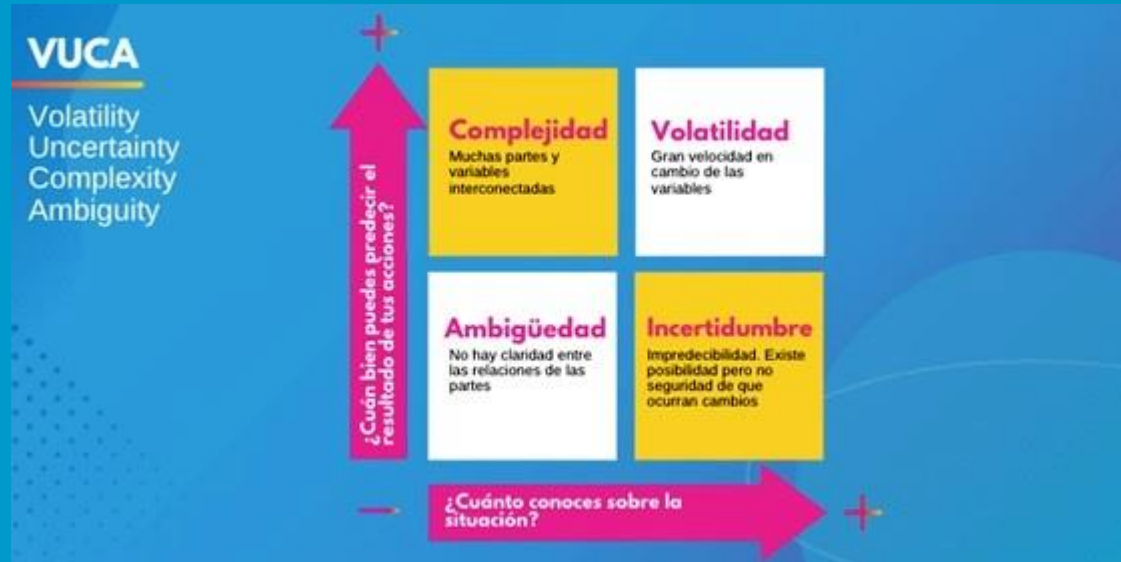 VUCA
Volatility
Uncertainty
Complexity
Ambiguity
+
¿Cuán bien puedes predecir el
resultado de tus acciones?
Complejidad
Muchas partes y
variables
interconectadas
Volatilidad
Gran velocidad en
cambio de las
variables
Ambigüedad
No hay claridad entre
las relaciones de las
partes
Incertidumbre
Impredecibilidad. Existe
posibilidad pero no
seguridad de que
ocurran cambios
—
¿Cuánto conoces sobre la
situación?
+